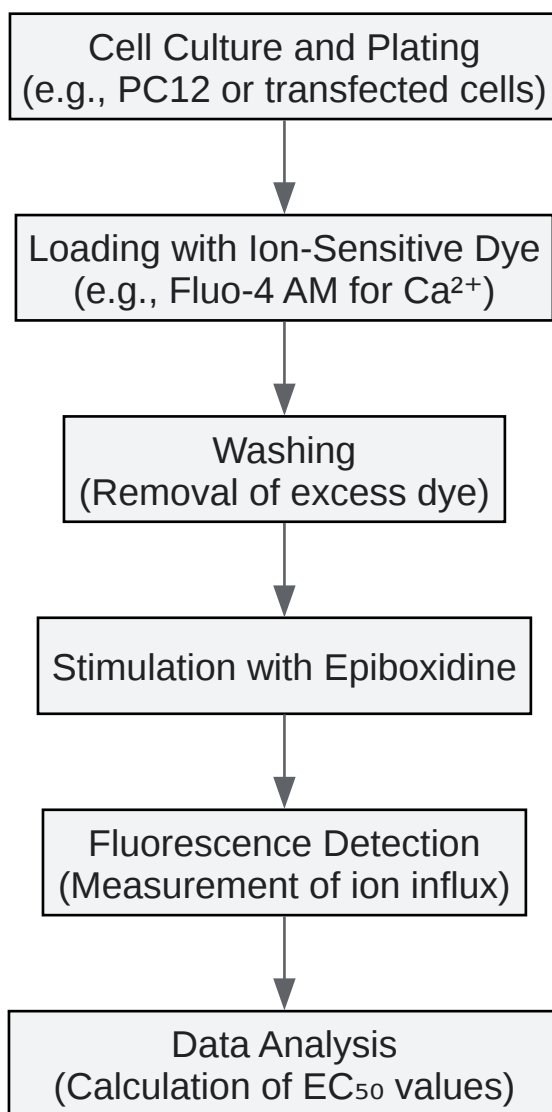 Cell Culture and Plating
(e.g., PC12 or transfected cells)
Loading with Ion-Sensitive Dye
(e.g., Fluo-4 AM for Ca²⁺)
Washing
(Removal of excess dye)
Stimulation with Epiboxidine
Fluorescence Detection
(Measurement of ion influx)
Data Analysis
(Calculation of EC₅₀ values)